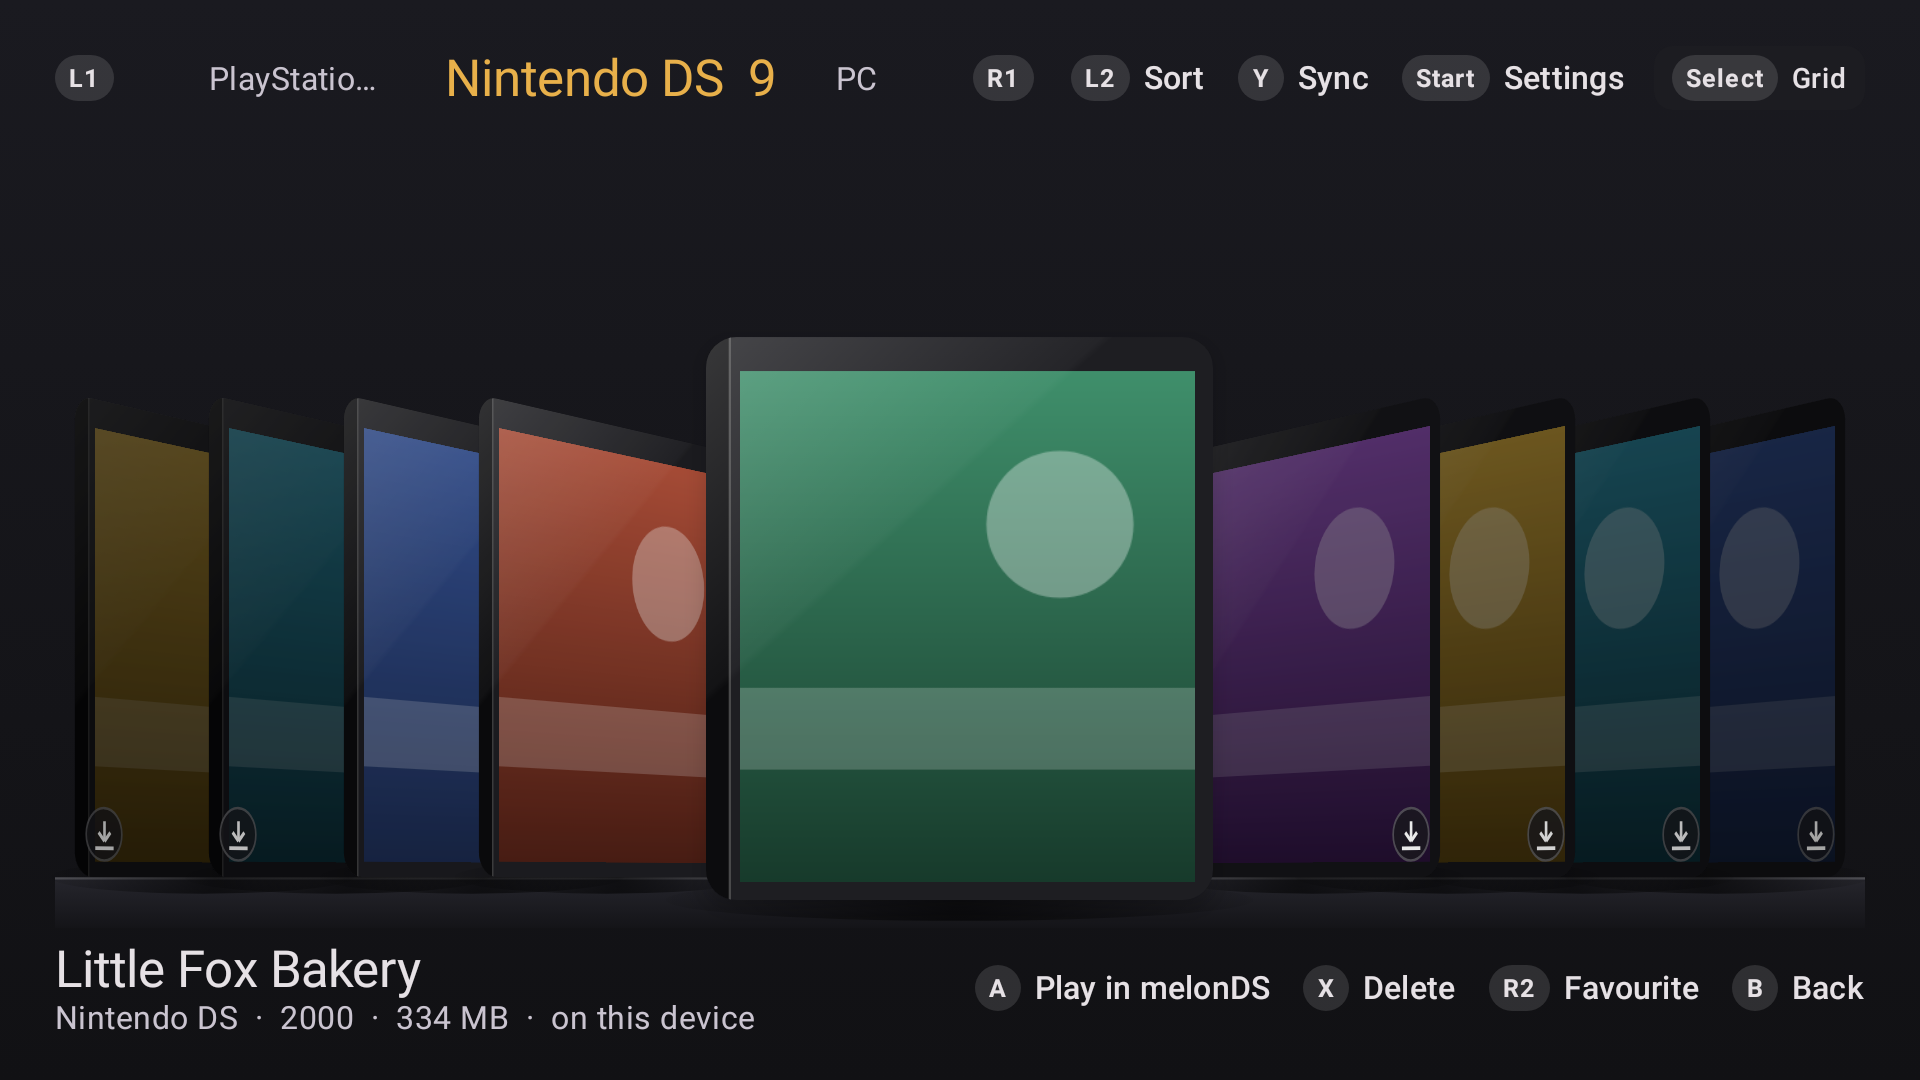 L1 PlayStatio... Nintendo DS 9 PC R1 L2 Sort Y Sync Start Settings Select Grid
Little Fox Bakery
Nintendo DS · 2000 · 334 MB · on this device
A Play in melonDS X Delete R2 Favourite B Back